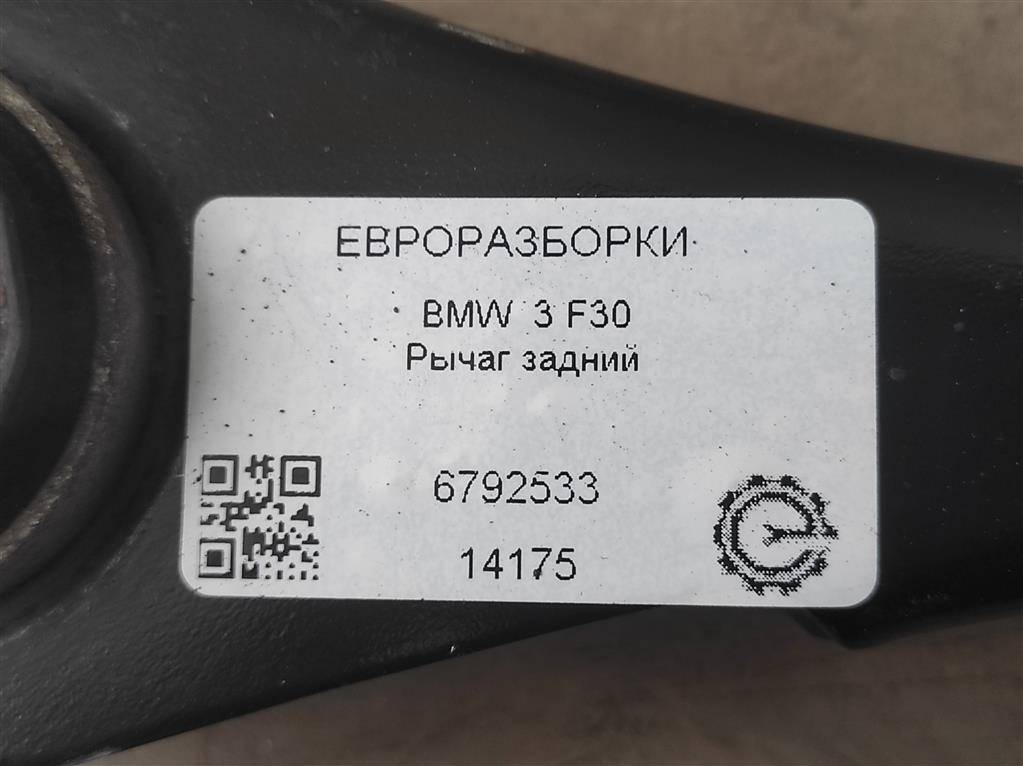 ЕВРОРАЗБОРКИ
BMW 3 F30
Рычаг задний
6792533
14175